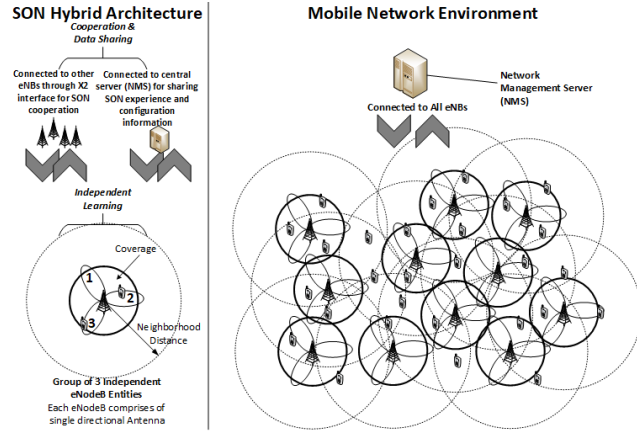 SON Hybrid Architecture
Cooperation &
Data Sharing
Connected to other
eNBs through X2
interface for SON
cooperation
Connected to central
server (NMS) for sharing
SON experience and
configuration
information
Independent
Learning
Coverage
1
2
3
Neighborhood
Distance
Group of 3 Independent
eNodeB Entities
Each eNodeB comprises of
single directional Antenna
Mobile Network Environment
Network
Management Server
(NMS)
Connected to All eNBs